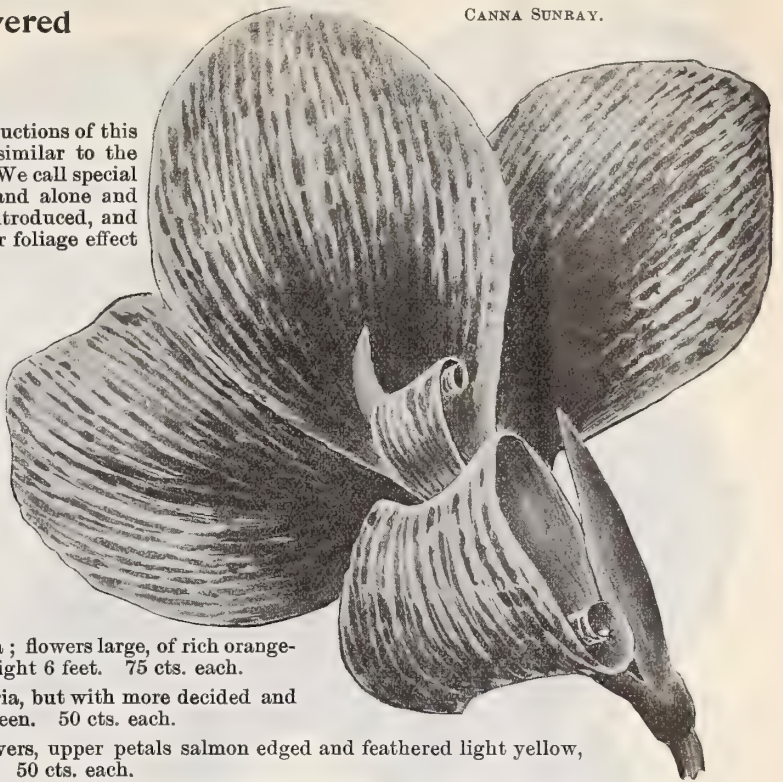 vered
CANNA SUNRAY.
uctions of this
similar to the
We call special
and alone and
troduced, and
r foliage effect
; flowers large, of rich orange-
ight 6 feet. 75 cts. each.
ria, but with more decided and
een. 50 cts. each.
vers, upper petals salmon edged and feathered light yellow,
50 cts. each.